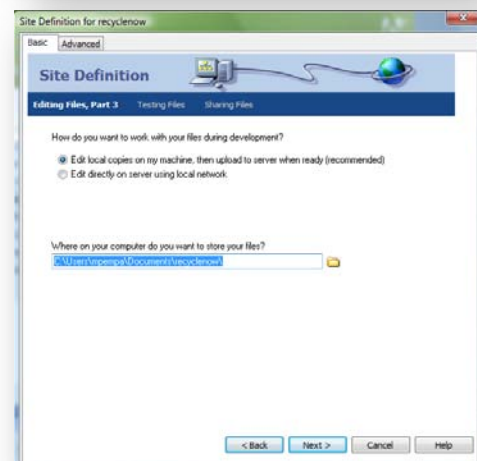 Site Definition for recyclenow
Basic Advanced
Site Definition
Editing Files, Part 3 Testing Files Sharing Files
How do you want to work with your files during development?
Edit local copies on my machine, then upload to server when ready (recommended)
Edit directly on server using local network
Where on your computer do you want to store your files?
C:\Users\mpempa\Documents\recyclenow\
< Back Next > Cancel Help